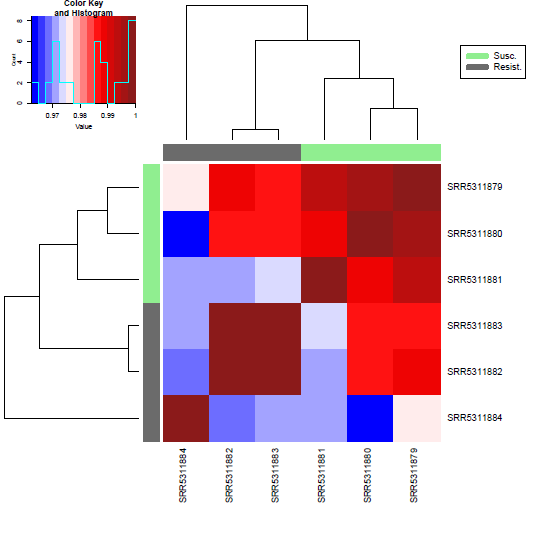 Color Key
and Histogram
Count
0 2 4 6 8
0.97 0.98 0.99 1
Value
Susc.
Resist.
SRR5311879
SRR5311880
SRR5311881
SRR5311883
SRR5311882
SRR5311884
SRR5311884
SRR5311882
SRR5311883
SRR5311881
SRR5311880
SRR5311879